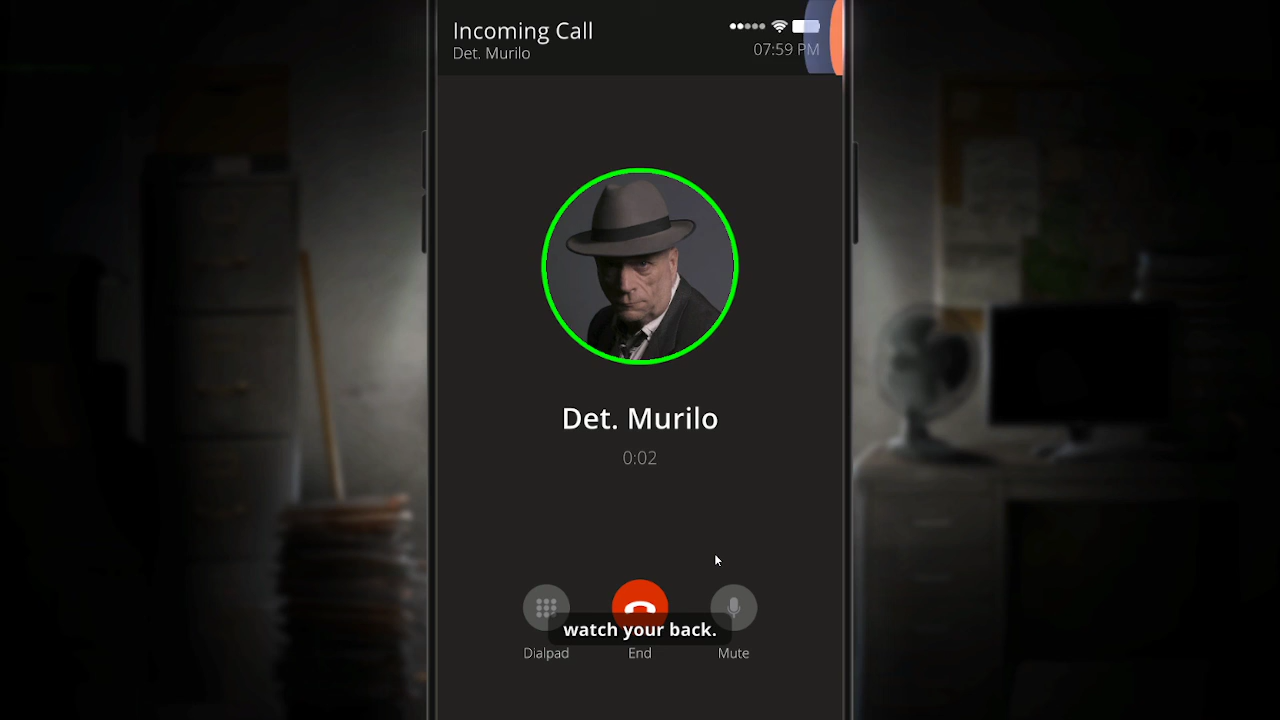 Incoming Call
Det. Murilo
07:59 PM
Det. Murilo
0:02
watch your back.
Dialpad
End
Mute